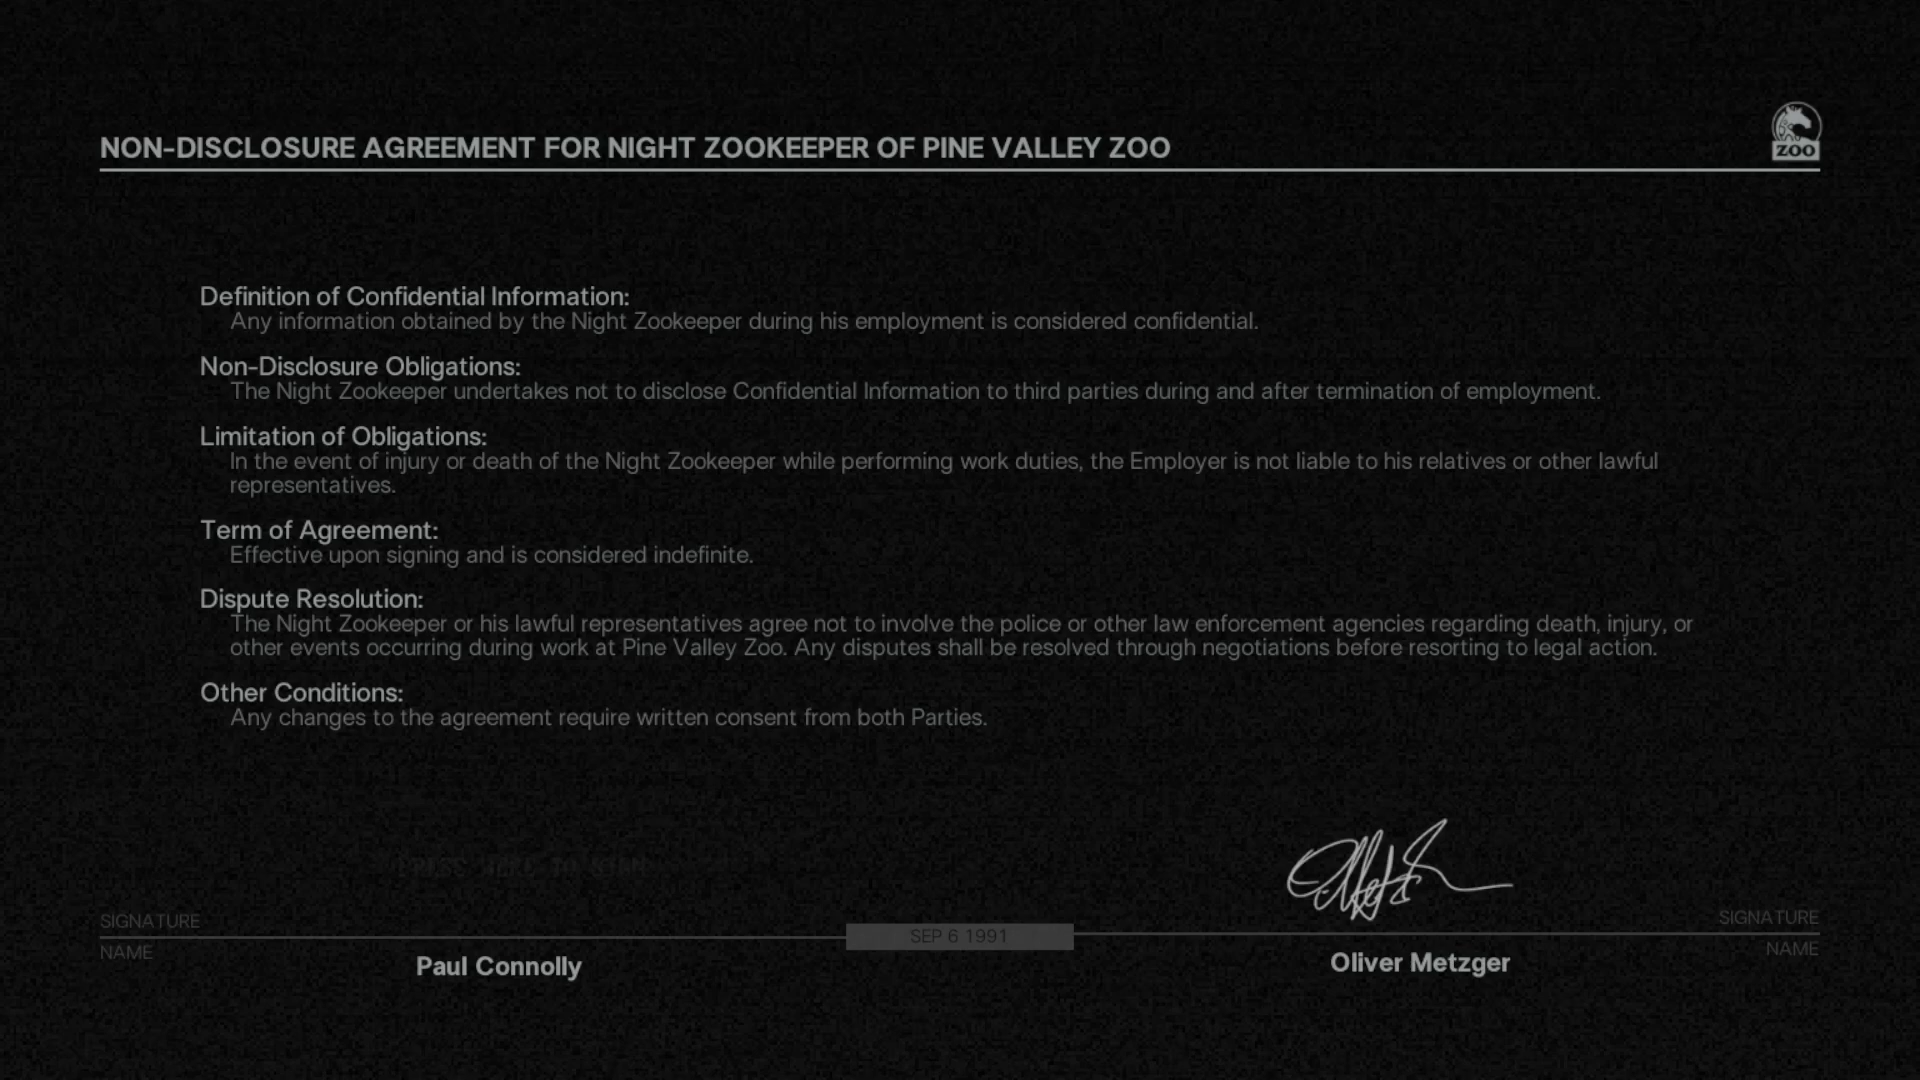 NON-DISCLOSURE AGREEMENT FOR NIGHT ZOOKEEPER OF PINE VALLEY ZOO
ZOO
Definition of Confidential Information:
Any information obtained by the Night Zookeeper during his employment is considered confidential.
Non-Disclosure Obligations:
The Night Zookeeper undertakes not to disclose Confidential Information to third parties during and after termination of employment.
Limitation of Obligations:
In the event of injury or death of the Night Zookeeper while performing work duties, the Employer is not liable to his relatives or other lawful
representatives.
Term of Agreement:
Effective upon signing and is considered indefinite.
Dispute Resolution:
The Night Zookeeper or his lawful representatives agree not to involve the police or other law enforcement agencies regarding death, injury, or
other events occurring during work at Pine Valley Zoo. Any disputes shall be resolved through negotiations before resorting to legal action.
Other Conditions:
Any changes to the agreement require written consent from both Parties.
PRESS HERE TO SIGN
SIGNATURE
NAME
Paul Connolly
SEP 6 1991
SIGNATURE
NAME
Oliver Metzger